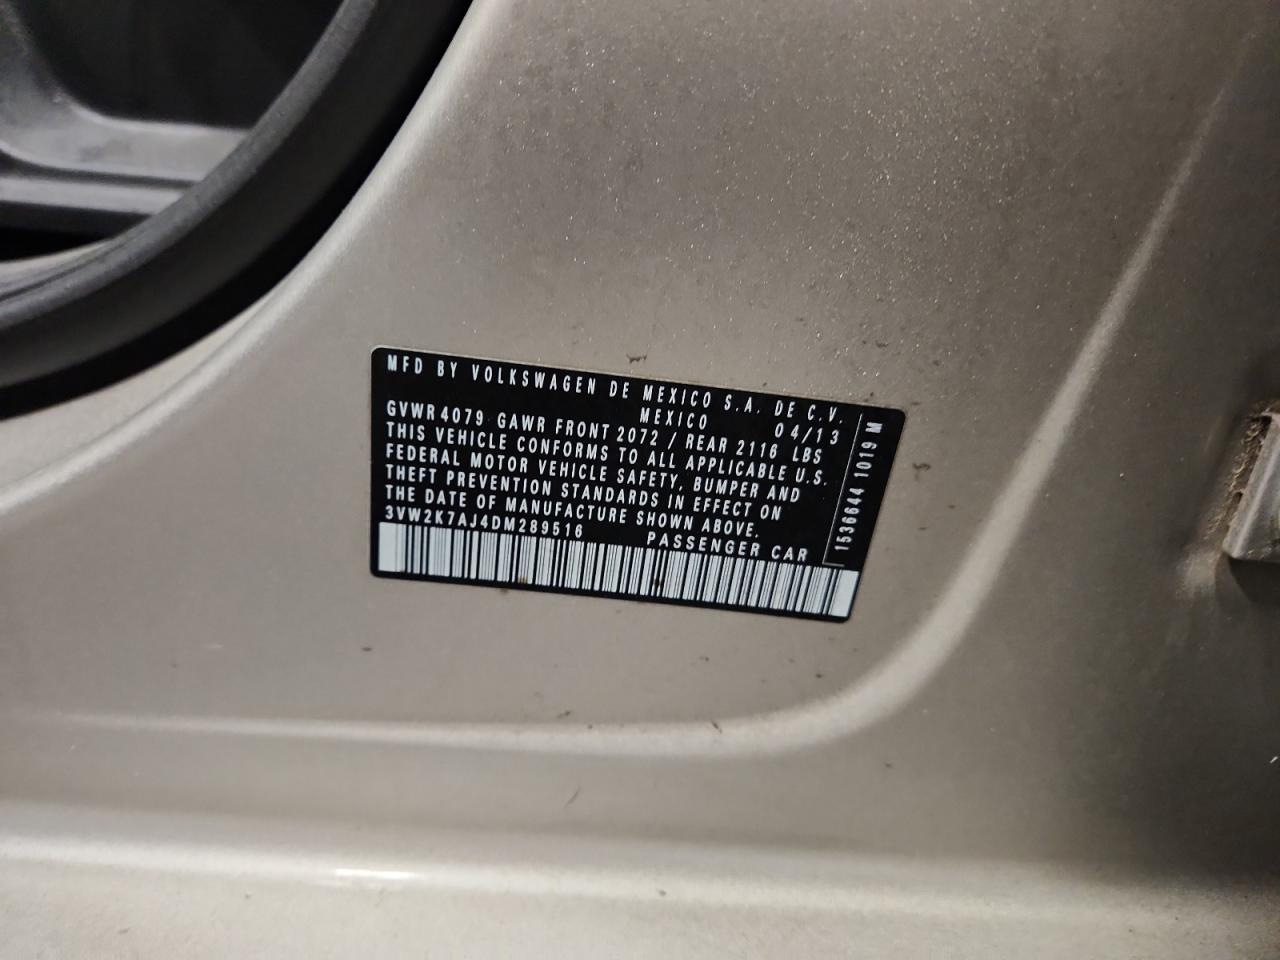 MFD BY VOLKSWAGEN DE MEXICO S.A. DE C.V.
MEXICO 04/13
GVWR 4079 GAWR FRONT 2072 / REAR 2116 LBS
THIS VEHICLE CONFORMS TO ALL APPLICABLE U.S.
FEDERAL MOTOR VEHICLE SAFETY, BUMPER AND
THEFT PREVENTION STANDARDS IN EFFECT ON
THE DATE OF MANUFACTURE SHOWN ABOVE.
3VW2K7AJ4DM289516 PASSENGER CAR
1536644 1019 M